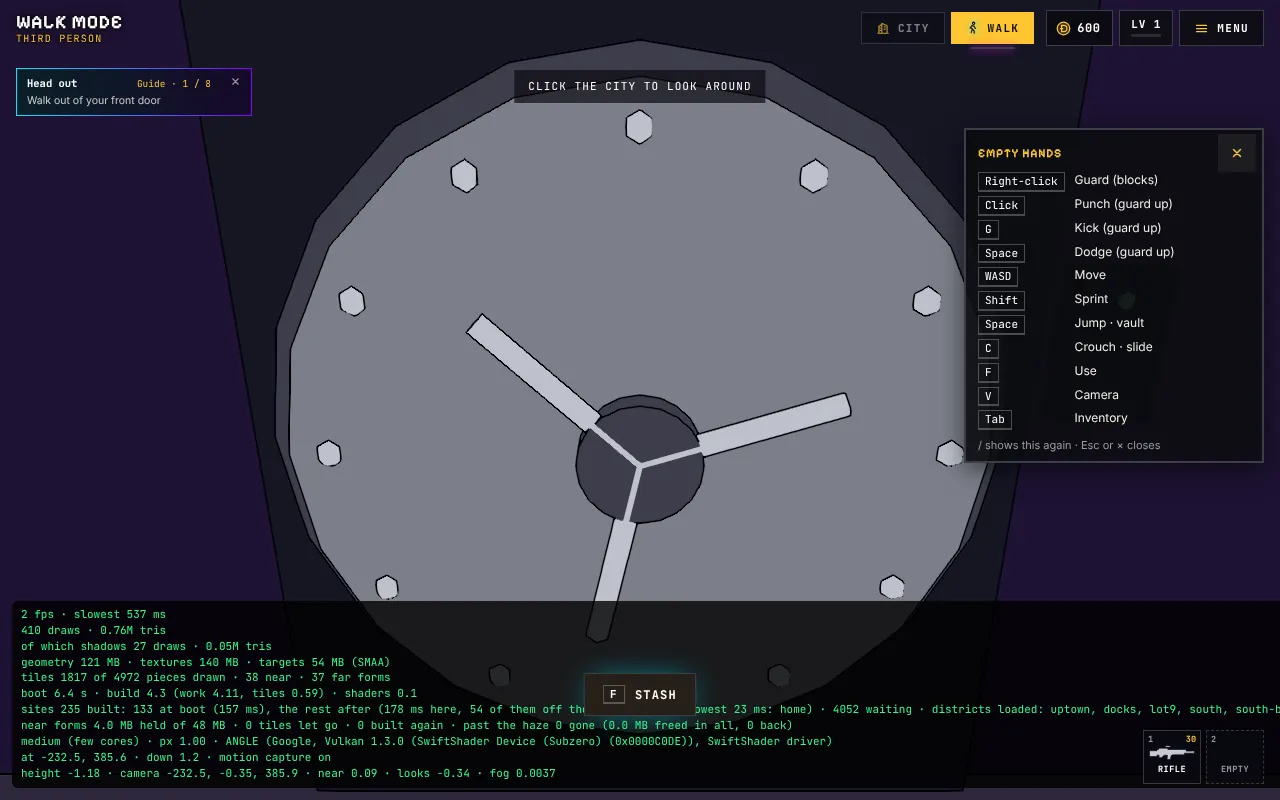 WALK MODE
THIRD PERSON
CITY
WALK
600
LV 1
MENU
Head out
Guide · 1 / 8
×
Walk out of your front door
CLICK THE CITY TO LOOK AROUND
EMPTY HANDS
×
Right-click Guard (blocks)
Click Punch (guard up)
G Kick (guard up)
Space Dodge (guard up)
WASD Move
Shift Sprint
Space Jump · vault
C Crouch · slide
F Use
V Camera
Tab Inventory
/ shows this again · Esc or × closes
2 fps · slowest 537 ms
410 draws · 0.76M tris
of which shadows 27 draws · 0.05M tris
geometry 121 MB · textures 140 MB · targets 54 MB (SMAA)
tiles 1817 of 4972 pieces drawn · 38 near · 37 far forms
boot 6.4 s · build 4.3 (work 4.11, tiles 0.59) · shaders 0.1
sites 235 built: 133 at boot (157 ms), the rest after (178 ms here, 54 of them off the
owest 23 ms: home) · 4052 waiting · districts loaded: uptown, docks, lot9, south, south-b
near forms 4.0 MB held of 48 MB · 0 tiles let go · 0 built again · past the haze 0 gone (0.0 MB freed in all, 0 back)
medium (few cores) · px 1.00 · ANGLE (Google, Vulkan 1.3.0 (SwiftShader Device (Subzero) (0x0000C0DE)), SwiftShader driver)
at -232.5, 385.6 · down 1.2 · motion capture on
height -1.18 · camera -232.5, -0.35, 385.9 · near 0.09 · looks -0.34 · fog 0.0037
F STASH
1 30
RIFLE
2
EMPTY